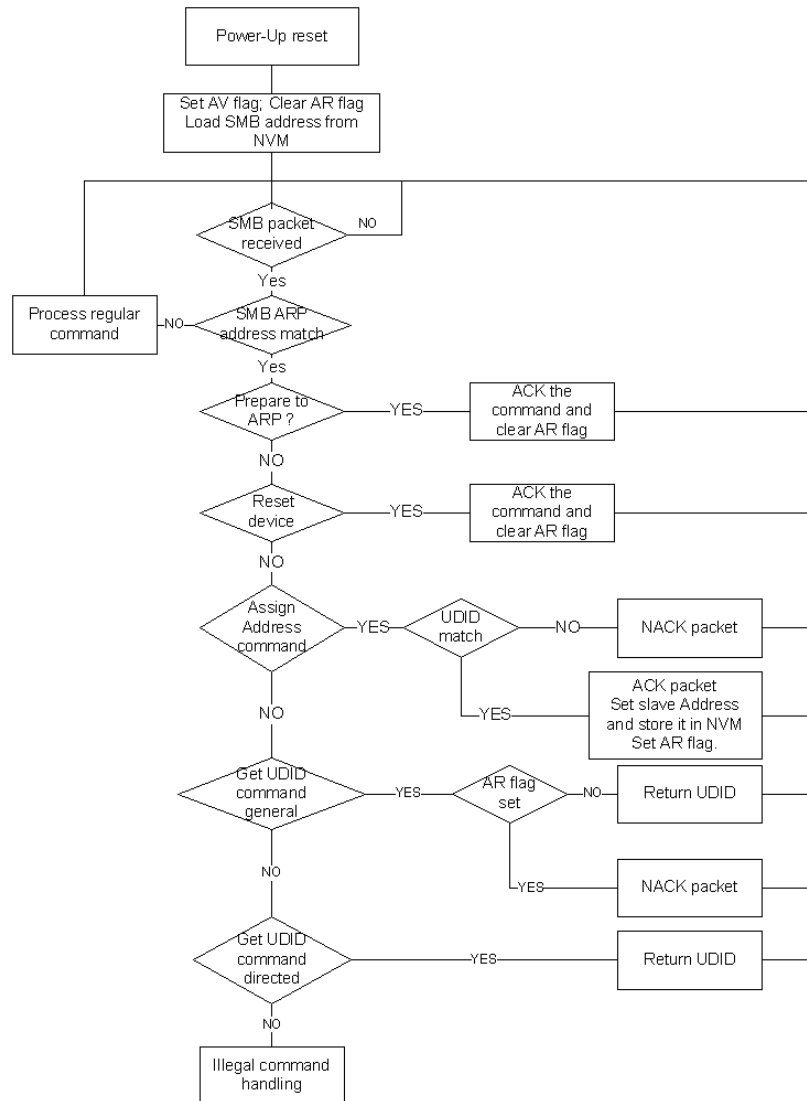 Power-Up reset
Set AV flag; Clear AR flag
Load SMB address from
NVM
SMB packet
received
NO
Yes
SMB ARP
address match
NO
Process regular
command
Yes
Prepare to
ARP ?
YES
ACK the
command and
clear AR flag
NO
Reset
device
YES
ACK the
command and
clear AR flag
NO
Assign
Address
command
YES
UDID
match
NO
NACK packet
YES
ACK packet
Set slave Address
and store it in NVM
Set AR flag.
NO
Get UDID
command
general
YES
AR flag
set
NO
Return UDID
YES
NACK packet
NO
Get UDID
command
directed
YES
Return UDID
NO
Illegal command
handling